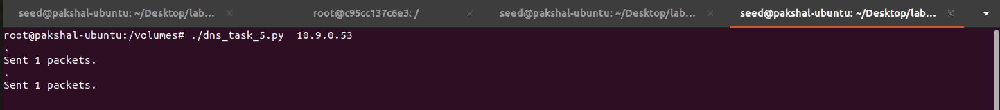 seed@pakshal-ubuntu: ~/Desktop/lab... × root@c95cc137c6e3: / × seed@pakshal-ubuntu: ~/Desktop/lab... × seed@pakshal-ubuntu: ~/Desktop/lab... ×
root@pakshal-ubuntu:/volumes# ./dns_task_5.py  10.9.0.53
.
Sent 1 packets.
.
Sent 1 packets.